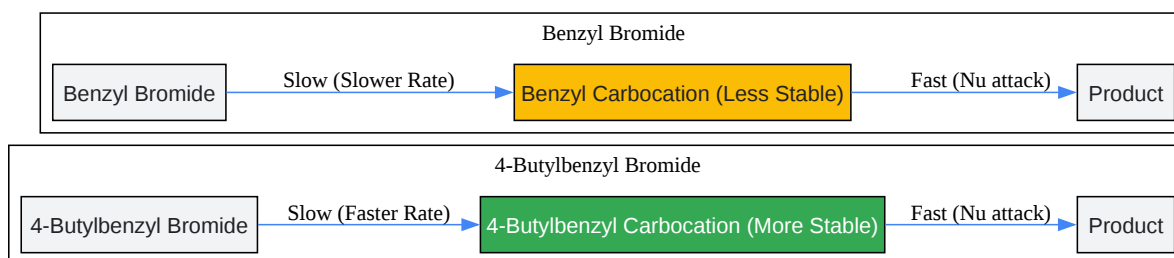 Benzyl Bromide
Benzyl Bromide
Slow (Slower Rate)
Benzyl Carbocation (Less Stable)
Fast (Nu attack)
Product
4-Butylbenzyl Bromide
4-Butylbenzyl Bromide
Slow (Faster Rate)
4-Butylbenzyl Carbocation (More Stable)
Fast (Nu attack)
Product